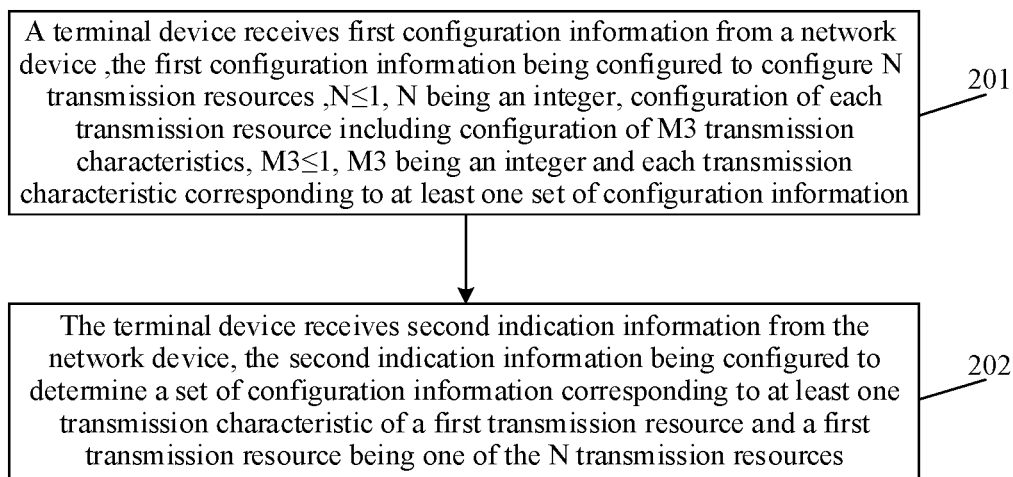 A terminal device receives first configuration information from a network
device ,the first configuration information being configured to configure N
transmission resources ,N≤1, N being an integer, configuration of each
transmission resource including configuration of M3 transmission
characteristics, M3≤1, M3 being an integer and each transmission
characteristic corresponding to at least one set of configuration information
201
The terminal device receives second indication information from the
network device, the second indication information being configured to
determine a set of configuration information corresponding to at least one
transmission characteristic of a first transmission resource and a first
transmission resource being one of the N transmission resources
202